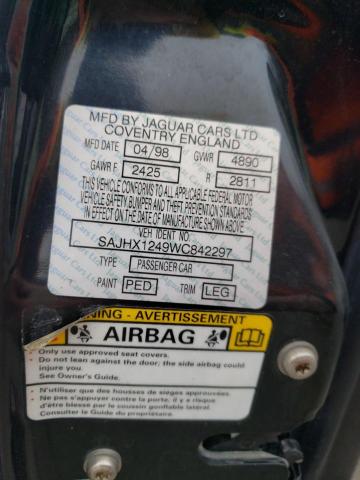 MFD BY JAGUAR CARS LTD
COVENTRY ENGLAND
MFD DATE 04/98 GVWR 4890
GAWR F 2425 R 2811
THIS VEHICLE CONFORMS TO ALL APPLICABLE FEDERAL MOTOR
VEHICLE SAFETY, BUMPER AND THEFT PREVENTION STANDARDS
IN EFFECT ON THE DATE OF MANUFACTURE SHOWN ABOVE
VEH IDENT NO.
SAJHX1249WC842297
TYPE PASSENGER CAR
PAINT PED TRIM LEG
NING - AVERTISSEMENT
AIRBAG
Only use approved seat covers.
• Do not lean against the door; the side airbag could
injure you.
See Owner's Guide.
• N'utiliser que des housses de sièges approuvées.
• Ne pas s'appuyer contre la porte; il y a risque
de blessures par le coussin gonflable latéral.
Consulter le Guide du propriétaire.